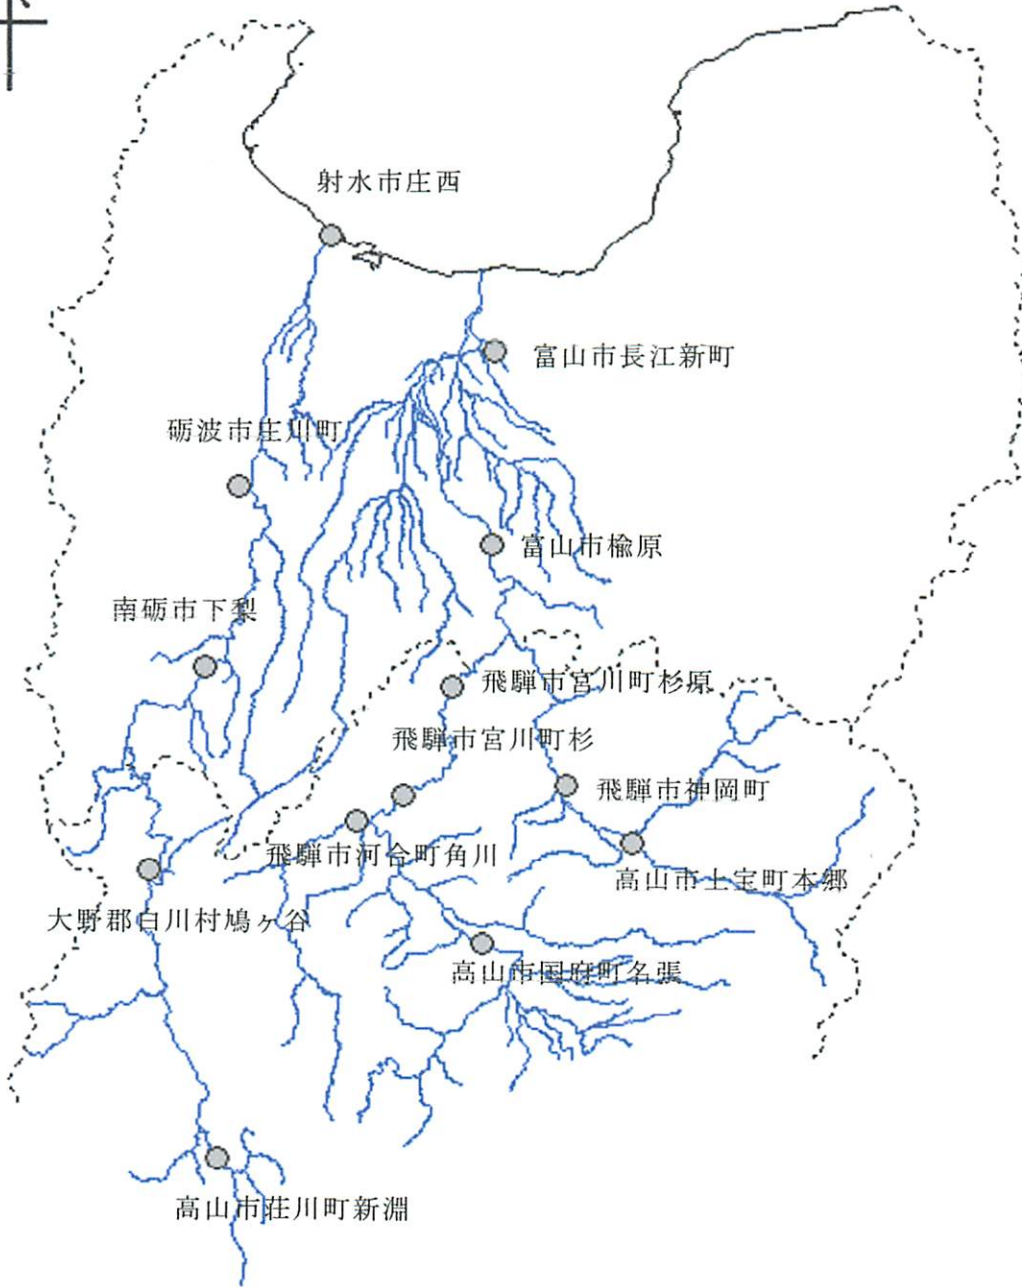 射水市庄西
富山市長江新町
砺波市庄川町
富山市楡原
南砺市下梨
飛騨市宮川町杉原
飛騨市宮川町杉
飛騨市神岡町
飛騨市河合町角川
高山市上宝町本郷
大野郡白川村鳩ヶ谷
高山市国府町名張
高山市荘川町新淵